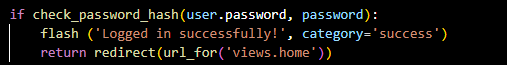 if check_password_hash(user.password, password):
    flash ('Logged in successfully!', category='success')
    return redirect(url_for('views.home'))